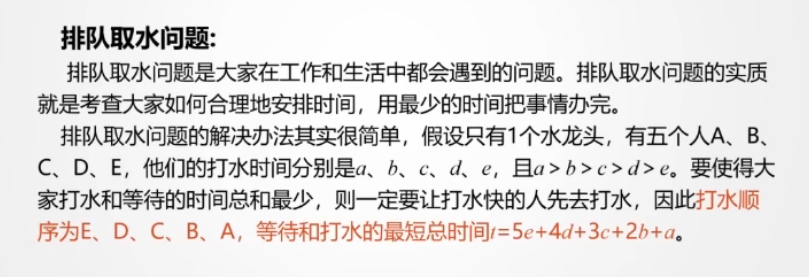 排队取水问题:
排队取水问题是大家在工作和生活中都会遇到的问题。排队取水问题的实质
就是考查大家如何合理地安排时间，用最少的时间把事情办完。
排队取水问题的解决办法其实很简单，假设只有1个水龙头，有五个人A、B、
C、D、E，他们的打水时间分别是a、b、c、d、e，且a>b>c>d>e。要使得大
家打水和等待的时间总和最少，则一定要让打水快的人先去打水，因此打水顺
序为E、D、C、B、A，等待和打水的最短总时间t=5e+4d+3c+2b+a。